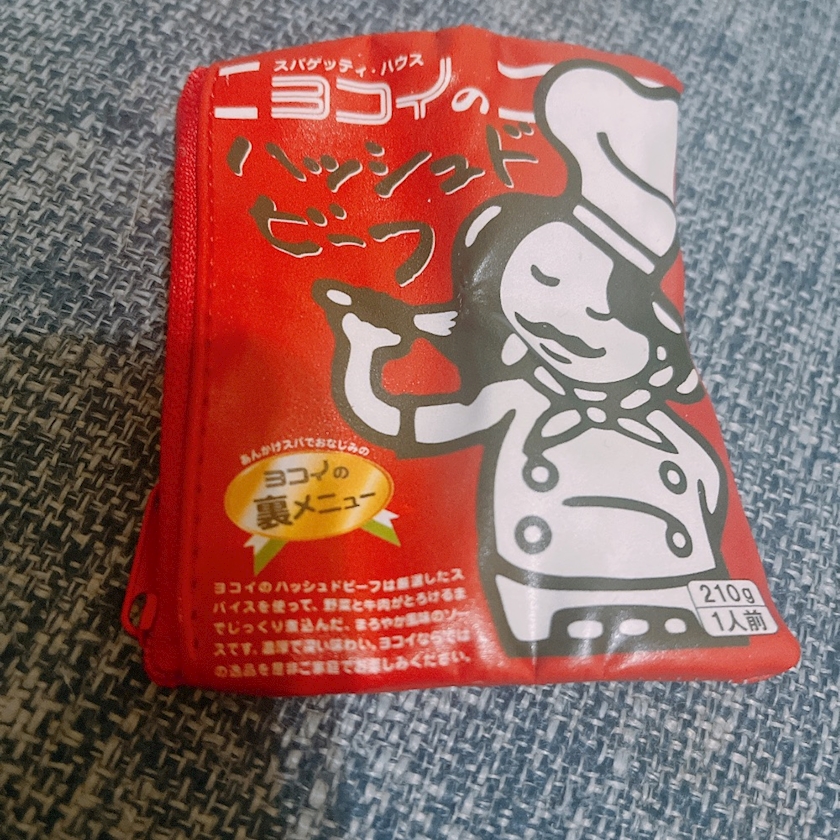 スパゲッティ・ハウス
ヨコイの
ハッシュド
ビーフ
あんかけスパでおなじみの
ヨコイの
裏メニュー
ヨコイのハッシュドビーフは厳選したス
パイスを使って、野菜と牛肉がとろけるま
でじっくり煮込んだ、まろやか風味のソー
スです。濃厚で深い味わい。ヨコイならでは
の逸品を是非ご家庭でお楽しみください。
210g
1人前